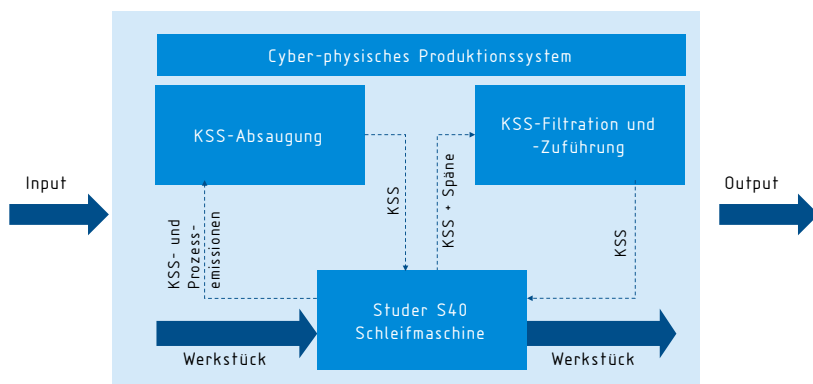 Cyber-physisches Produktionssystem
KSS-Absaugung
KSS-Filtration und
-Zuführung
Input
Output
KSS- und
Prozess-
emissionen
KSS
KSS + Späne
KSS
Studer S40
Schleifmaschine
Werkstück
Werkstück